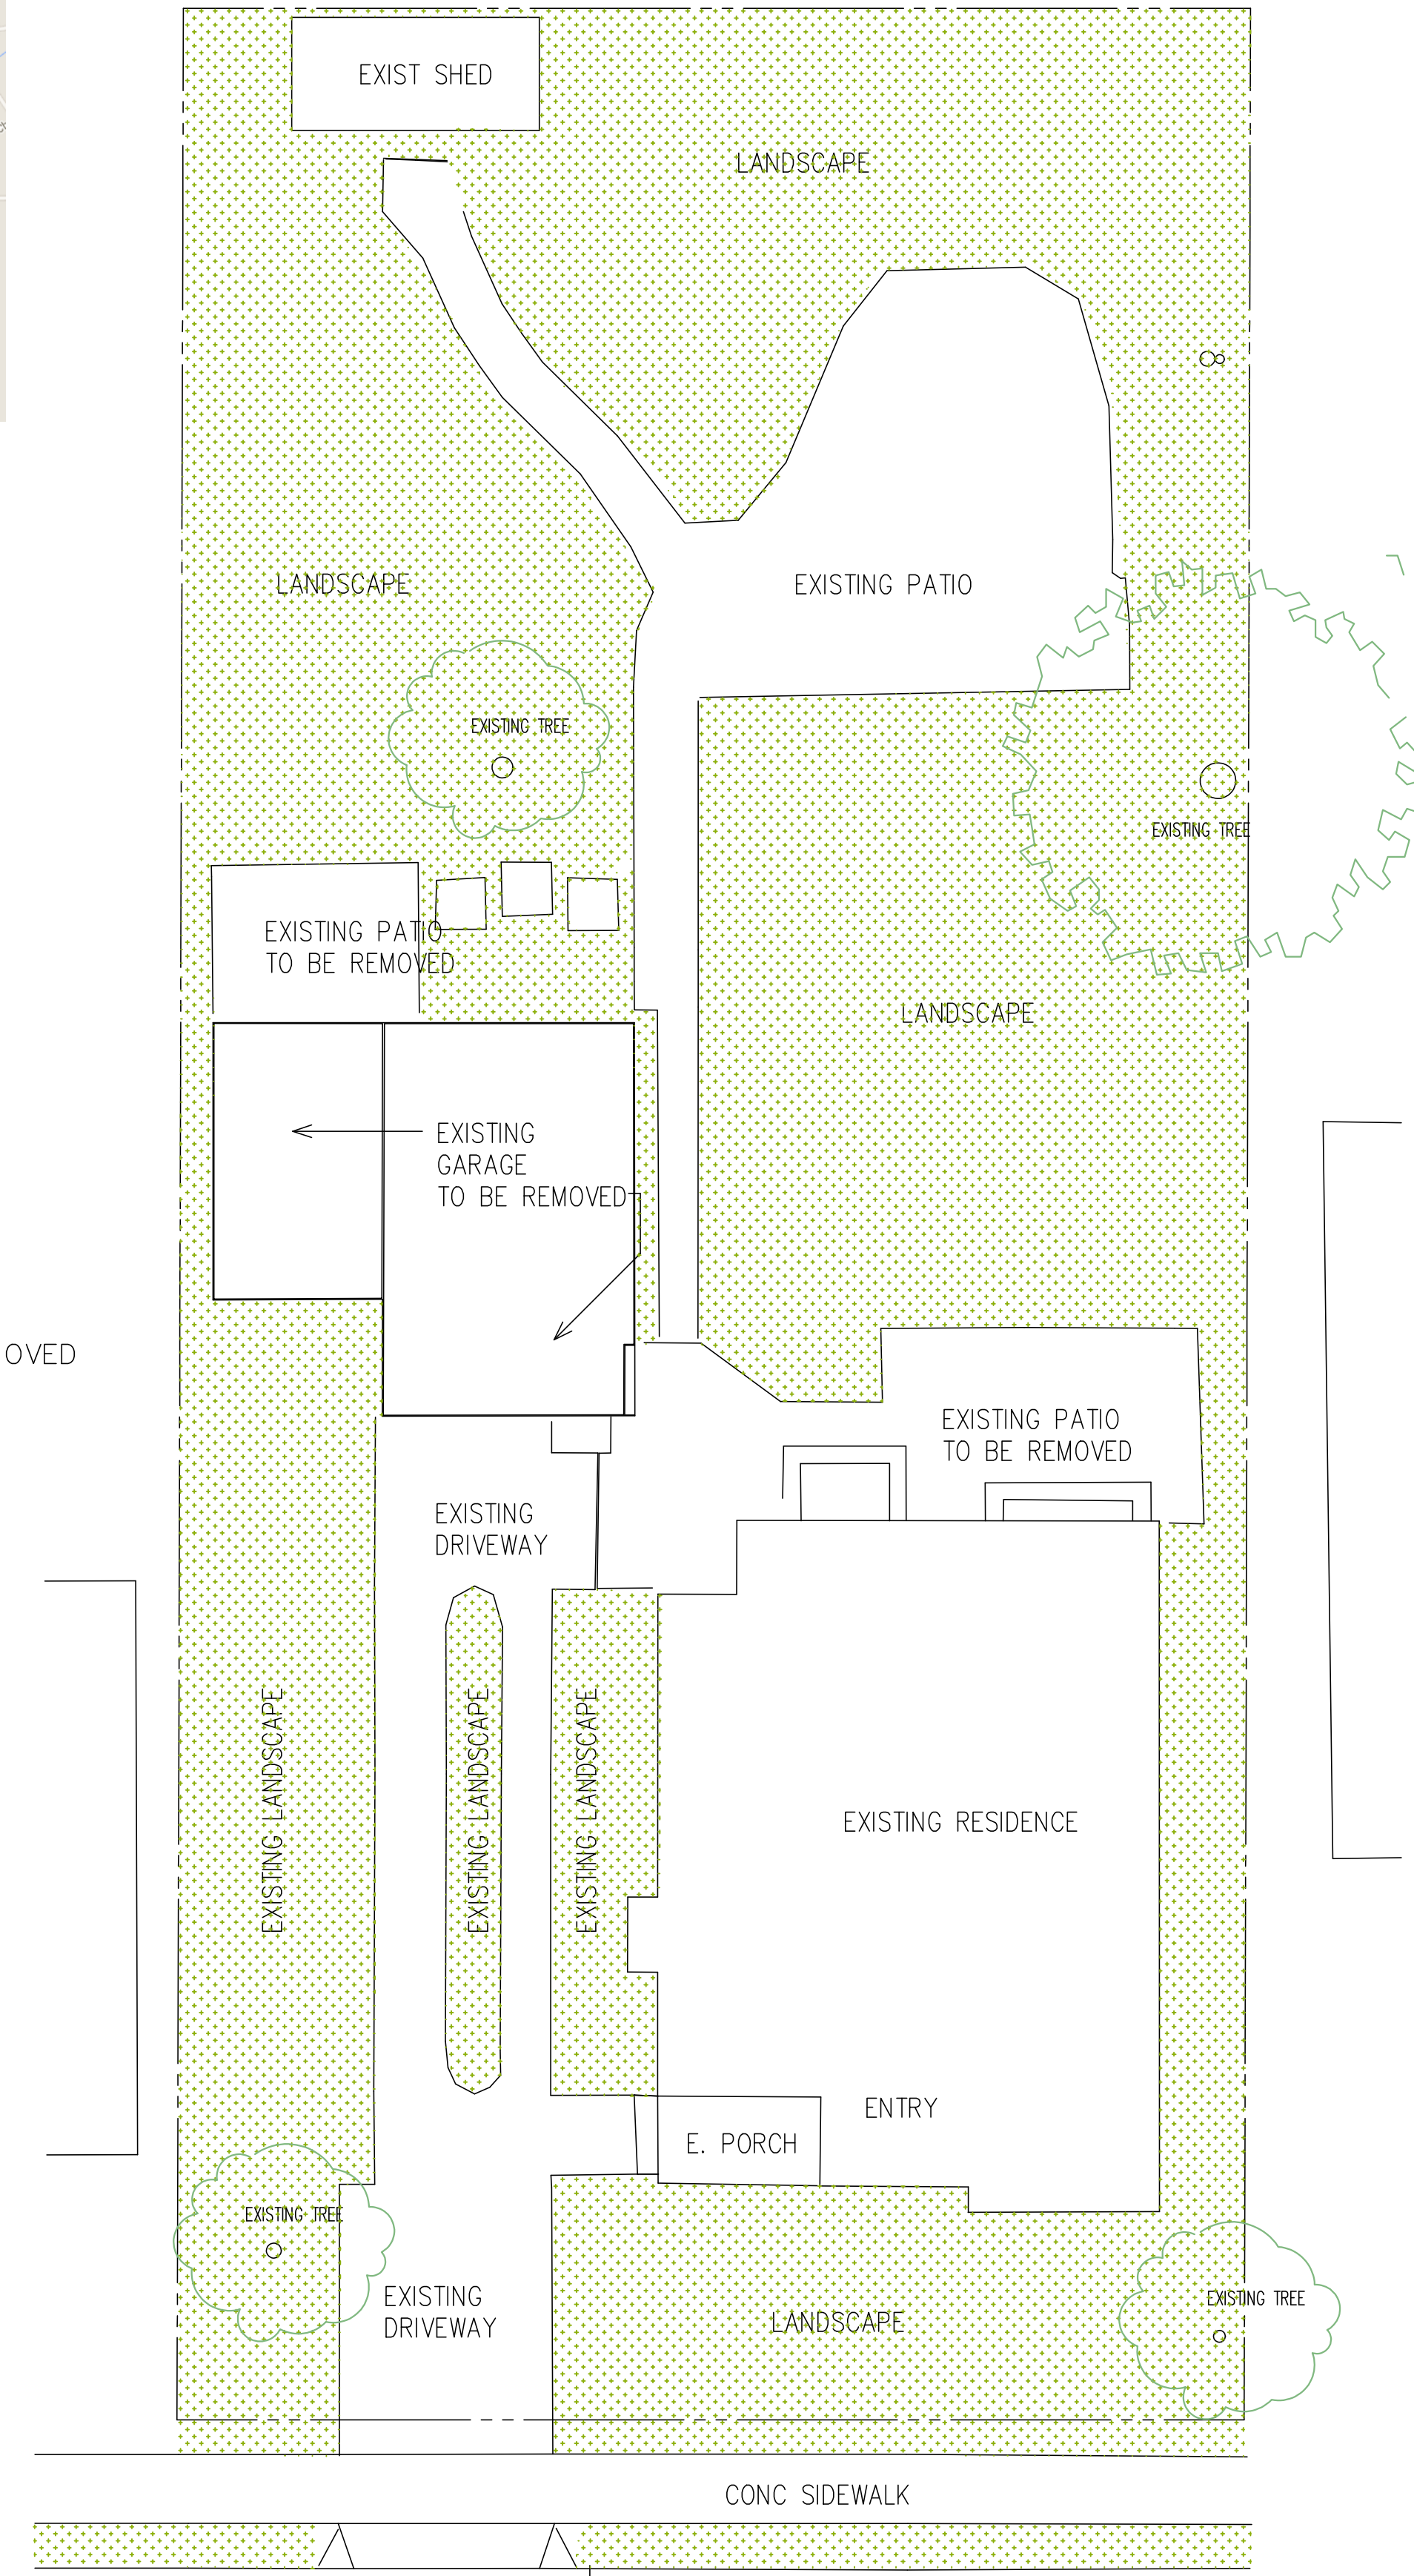 EXIST SHED
LANDSCAPE
LANDSCAPE
EXISTING PATIO
EXISTING TREE
EXISTING TREE
EXISTING PATIO
TO BE REMOVED
LANDSCAPE
EXISTING
GARAGE
TO BE REMOVED
OVED
EXISTING PATIO
TO BE REMOVED
EXISTING
DRIVEWAY
EXISTING LANDSCAPE
EXISTING LANDSCAPE
EXISTING LANDSCAPE
EXISTING RESIDENCE
ENTRY
E. PORCH
EXISTING TREE
EXISTING
DRIVEWAY
LANDSCAPE
EXISTING TREE
CONC SIDEWALK